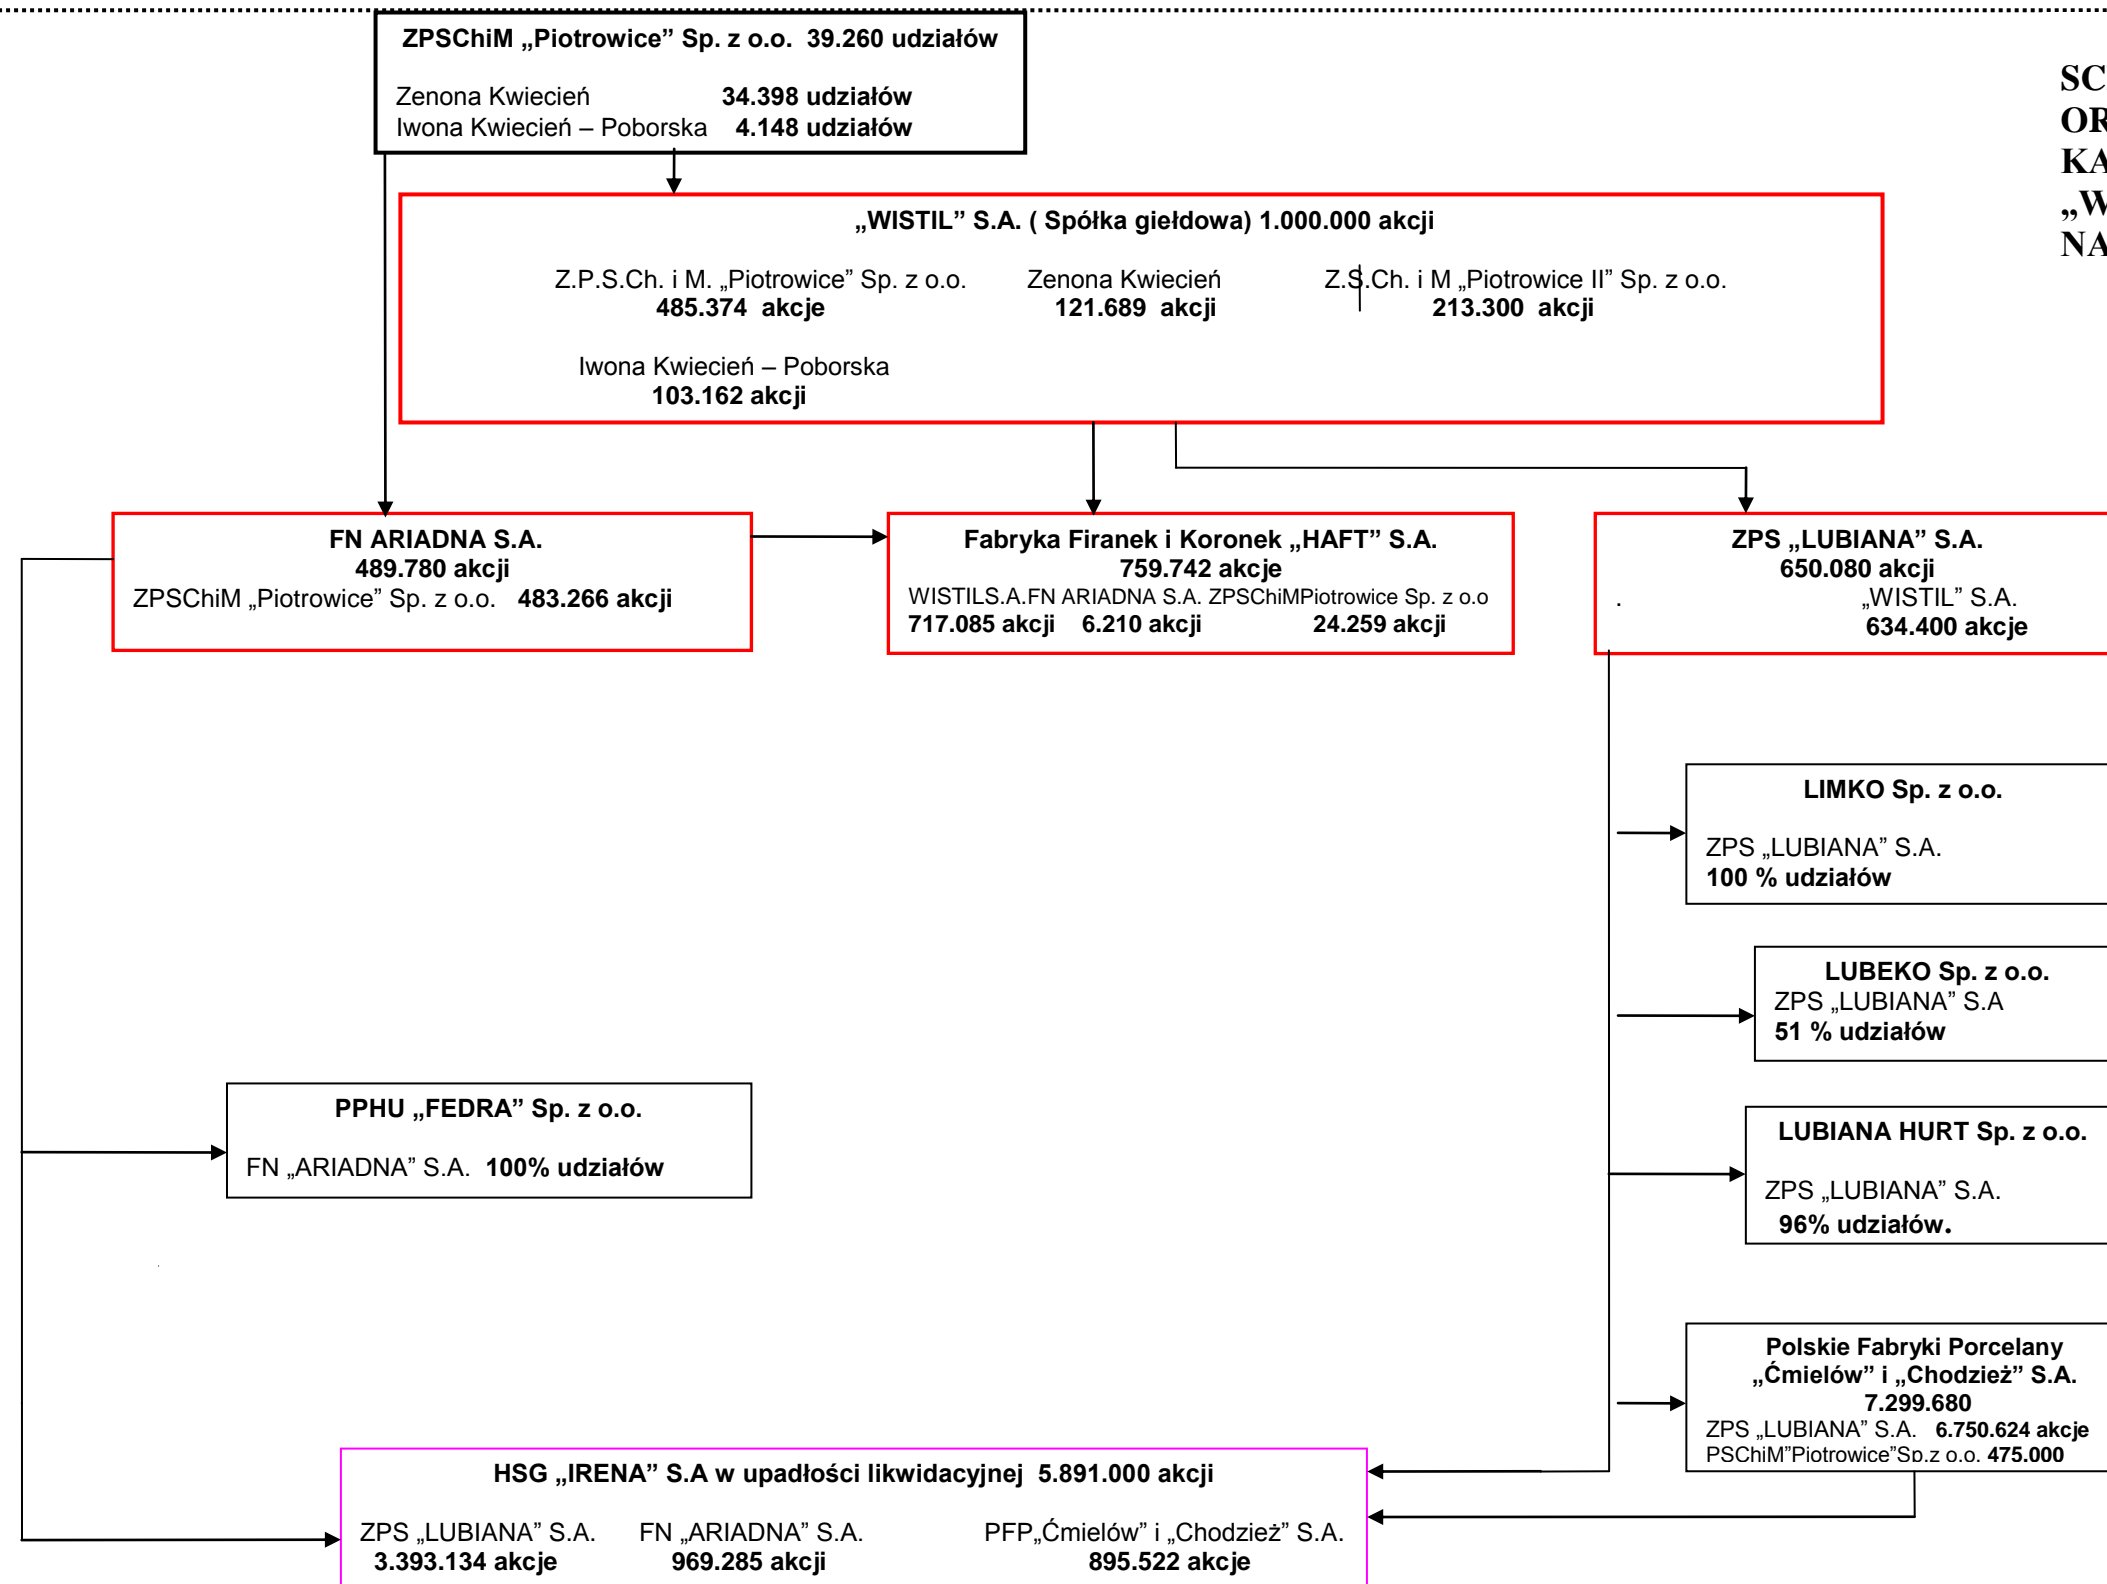 ZPSChiM „Piotrowice” Sp. z o.o. 39.260 udziałów
Zenona Kwiecień 34.398 udziałów
Iwona Kwiecień – Poborska 4.148 udziałów
SC
OR
KA
„W
NA
„WISTIL” S.A. ( Spółka giełdowa) 1.000.000 akcji
Z.P.S.Ch. i M. „Piotrowice” Sp. z o.o. Zenona Kwiecień Z.S.Ch. i M „Piotrowice II” Sp. z o.o.
485.374 akcje 121.689 akcji 213.300 akcji
Iwona Kwiecień – Poborska
103.162 akcji
FN ARIADNA S.A.
489.780 akcji
ZPSChiM „Piotrowice” Sp. z o.o. 483.266 akcji
Fabryka Firanek i Koronek „HAFT” S.A.
759.742 akcje
WISTILS.A.FN ARIADNA S.A. ZPSChiMPiotrowice Sp. z o.o
717.085 akcji 6.210 akcji 24.259 akcji
ZPS „LUBIANA” S.A.
650.080 akcji
. „WISTIL” S.A.
634.400 akcje
LIMKO Sp. z o.o.
ZPS „LUBIANA” S.A.
100 % udziałów
LUBEKO Sp. z o.o.
ZPS „LUBIANA” S.A
51 % udziałów
PPHU „FEDRA” Sp. z o.o.
FN „ARIADNA” S.A. 100% udziałów
LUBIANA HURT Sp. z o.o.
ZPS „LUBIANA” S.A.
96% udziałów.
Polskie Fabryki Porcelany
„Ćmielów” i „Chodzież” S.A.
7.299.680
ZPS „LUBIANA” S.A. 6.750.624 akcje
PSChiM”Piotrowice”Sp.z o.o. 475.000
HSG „IRENA” S.A w upadłości likwidacyjnej 5.891.000 akcji
ZPS „LUBIANA” S.A. FN „ARIADNA” S.A. PFP„Ćmielów” i „Chodzież” S.A.
3.393.134 akcje 969.285 akcji 895.522 akcje